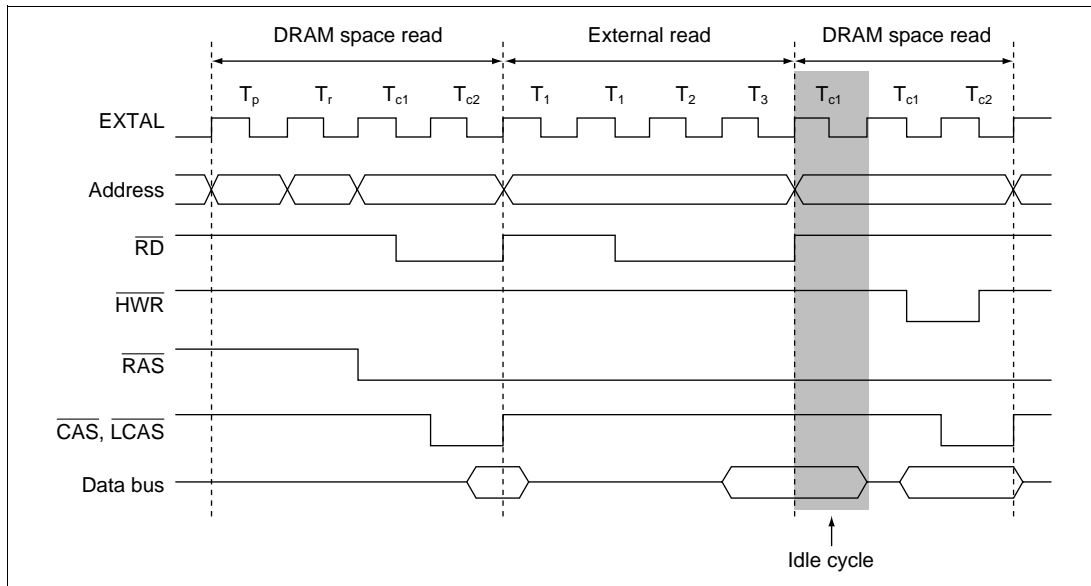 DRAM space read External read DRAM space read
Tp Tr Tc1 Tc2 T1 T1 T2 T3 Tc1 Tc1 Tc2
EXTAL
Address
RD
HWR
RAS
CAS, LCAS
Data bus
Idle cycle